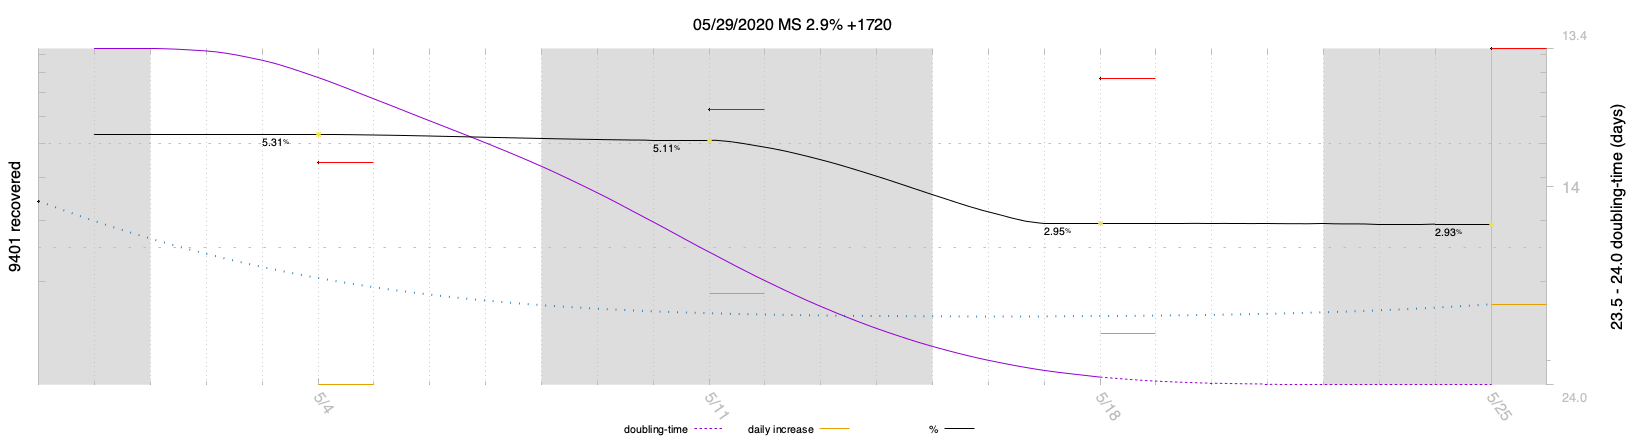 05/29/2020 MS 2.9% +1720
13.4
5.31%
5.11%
14
2.95%
2.93%
9401 recovered
23.5 - 24.0 doubling-time (days)
24.0
5/4
5/11
5/18
5/25
doubling-time
daily increase
%